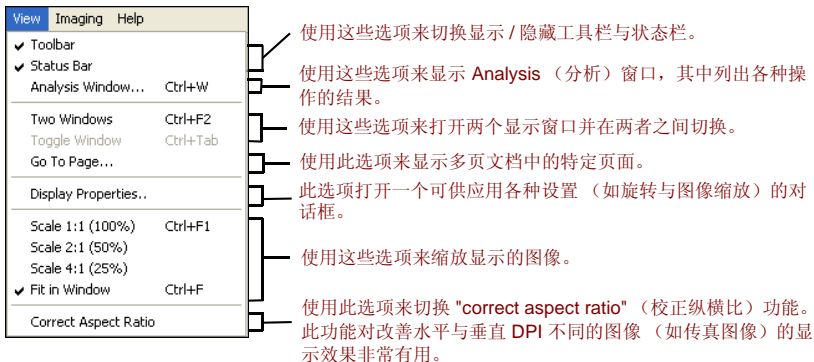 View Imaging Help
Toolbar
Status Bar
Analysis Window... Ctrl+W
Two Windows Ctrl+F2
Toggle Window Ctrl+Tab
Go To Page...
Display Properties..
Scale 1:1 (100%) Ctrl+F1
Scale 2:1 (50%)
Scale 4:1 (25%)
Fit in Window Ctrl+F
Correct Aspect Ratio
使用这些选项来切换显示 / 隐藏工具栏与状态栏。
使用这些选项来显示 Analysis （分析）窗口，其中列出各种操
作的结果。
使用这些选项来打开两个显示窗口并在两者之间切换。
使用此选项来显示多页文档中的特定页面。
此选项打开一个可供应用各种设置 （如旋转与图像缩放）的对
话框。
使用这些选项来缩放显示的图像。
使用此选项来切换 "correct aspect ratio" （校正纵横比）功能。
此功能对改善水平与垂直 DPI 不同的图像 （如传真图像）的显
示效果非常有用。